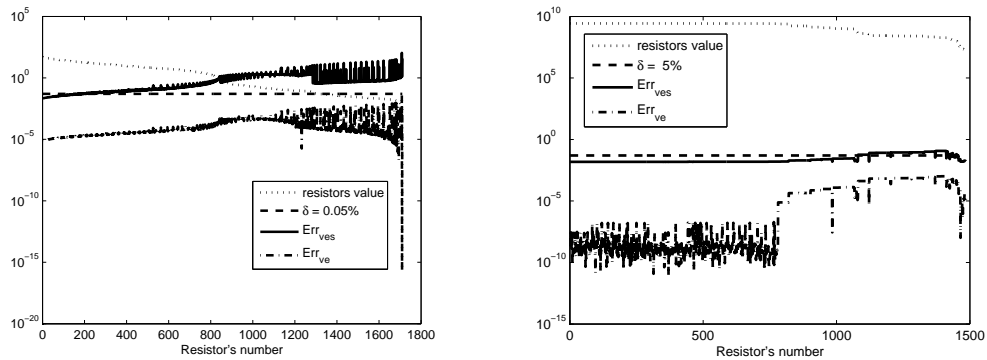 10^5
10^0
10^-5
10^-10
10^-15
10^-20
0 200 400 600 800 1000 1200 1400 1600 1800
Resistor's number
resistors value
δ = 0.05%
Err_ves
Err_ve
10^10
10^5
10^0
10^-5
10^-10
10^-15
0 500 1000 1500
Resistor's number
resistors value
δ = 5%
Err_ves
Err_ve